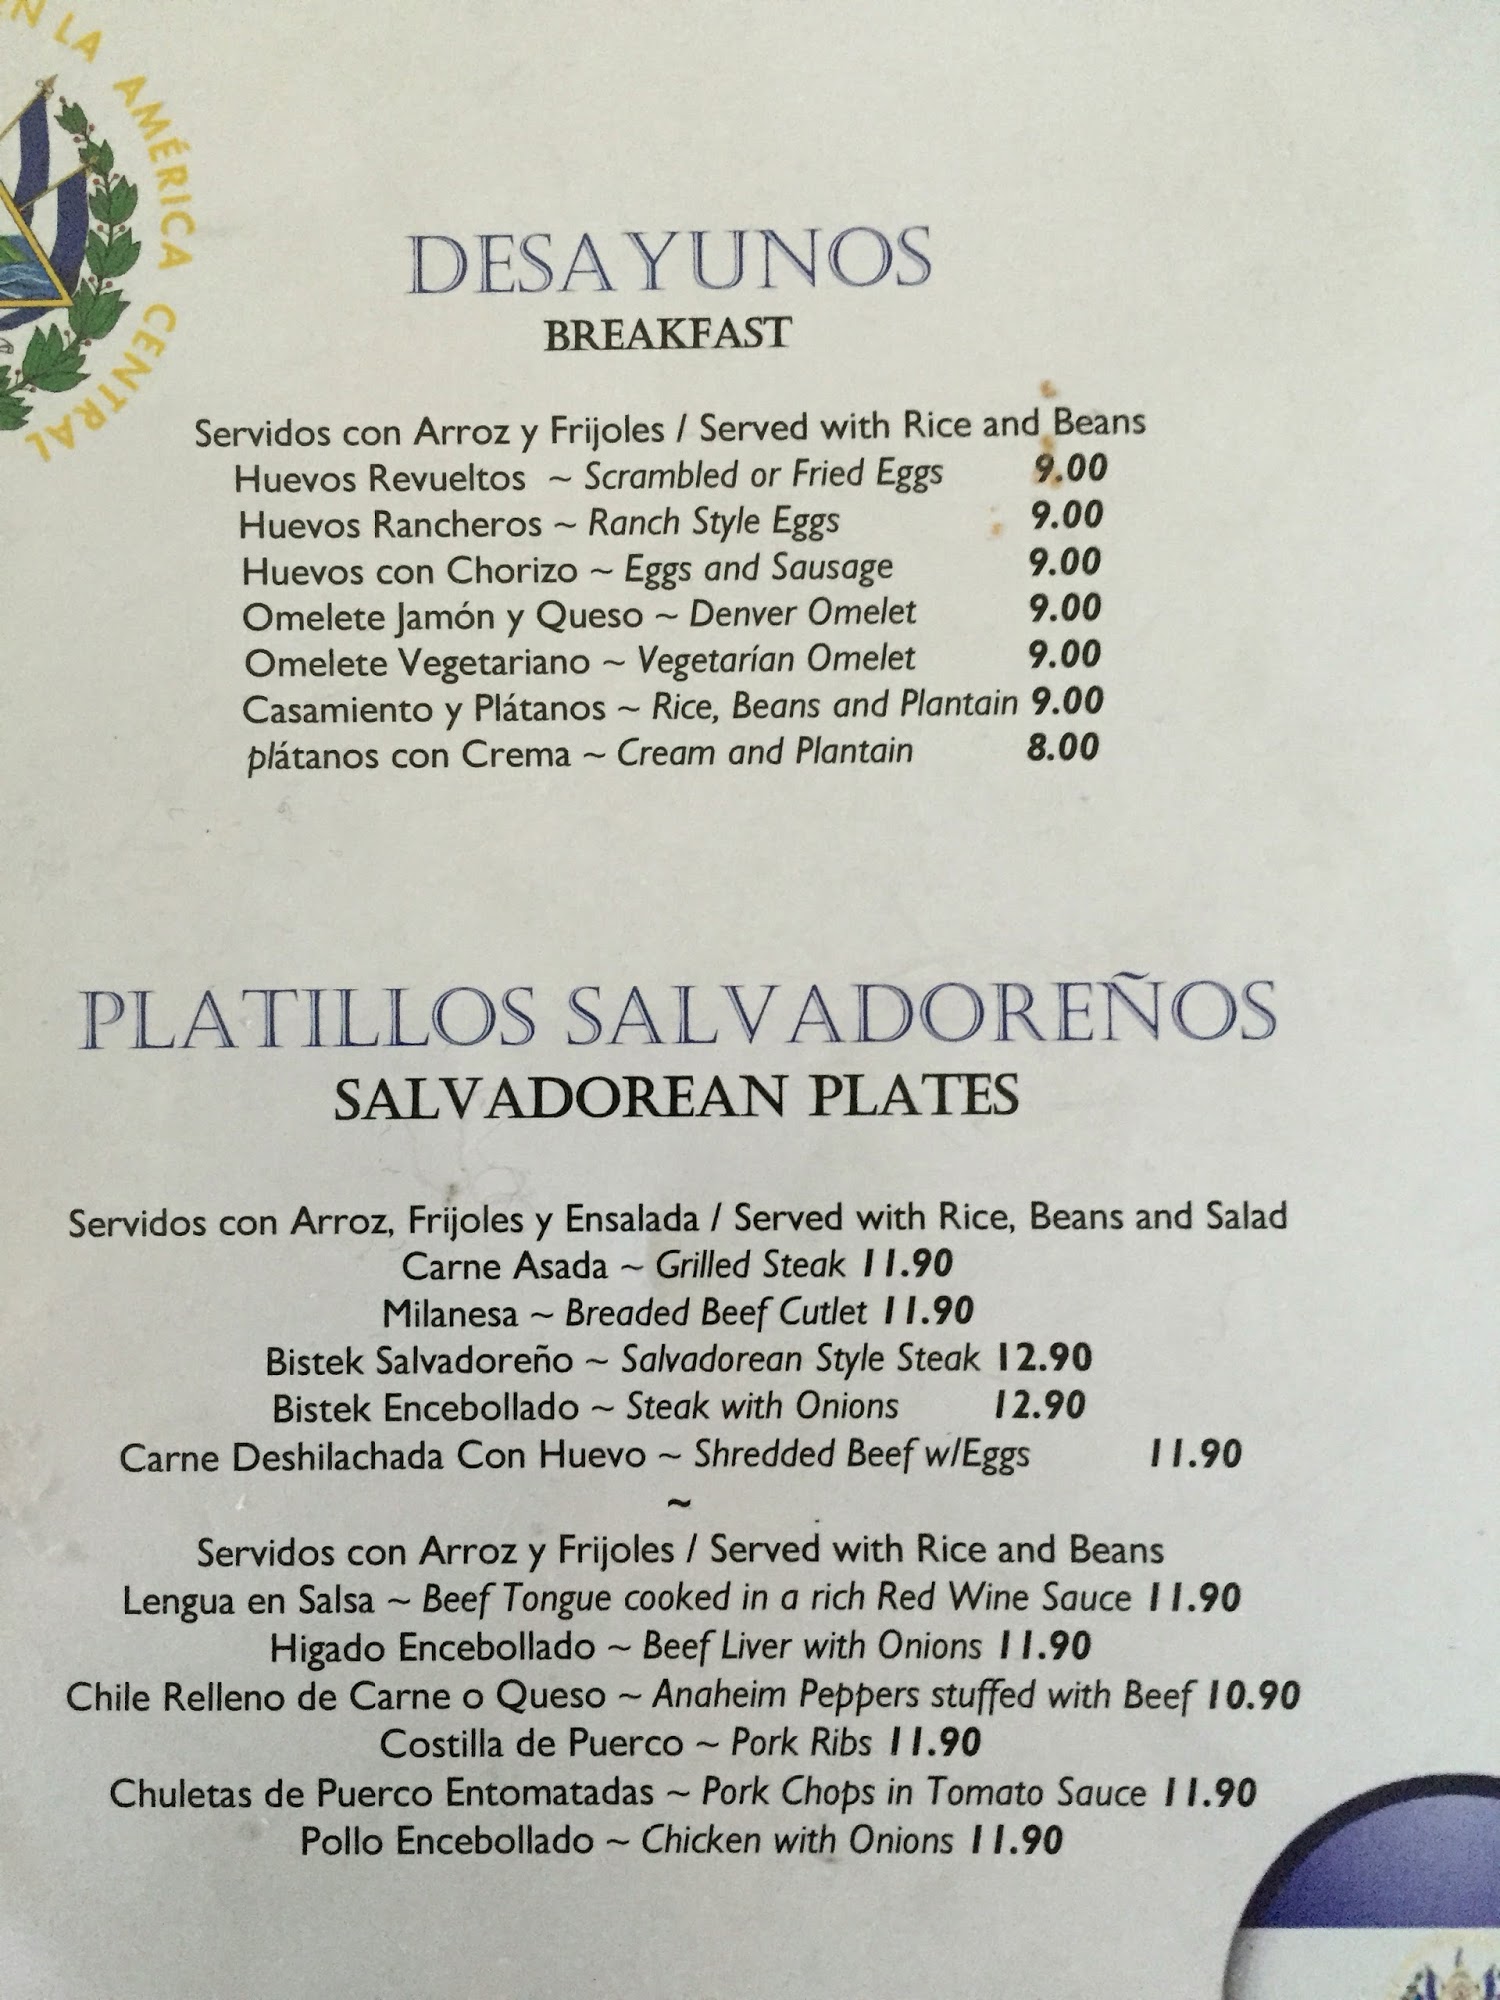 EN LA AMÉRICA CENTRAL
DESAYUNOS
BREAKFAST
Servidos con Arroz y Frijoles / Served with Rice and Beans
Huevos Revueltos ~ Scrambled or Fried Eggs 9.00
Huevos Rancheros ~ Ranch Style Eggs 9.00
Huevos con Chorizo ~ Eggs and Sausage 9.00
Omelete Jamón y Queso ~ Denver Omelet 9.00
Omelete Vegetariano ~ Vegetarían Omelet 9.00
Casamiento y Plátanos ~ Rice, Beans and Plantain 9.00
plátanos con Crema ~ Cream and Plantain 8.00
PLATILLOS SALVADOREÑOS
SALVADOREAN PLATES
Servidos con Arroz, Frijoles y Ensalada / Served with Rice, Beans and Salad
Carne Asada ~ Grilled Steak 11.90
Milanesa ~ Breaded Beef Cutlet 11.90
Bistek Salvadoreño ~ Salvadorean Style Steak 12.90
Bistek Encebollado ~ Steak with Onions 12.90
Carne Deshilachada Con Huevo ~ Shredded Beef w/Eggs 11.90
~
Servidos con Arroz y Frijoles / Served with Rice and Beans
Lengua en Salsa ~ Beef Tongue cooked in a rich Red Wine Sauce 11.90
Higado Encebollado ~ Beef Liver with Onions 11.90
Chile Relleno de Carne o Queso ~ Anaheim Peppers stuffed with Beef 10.90
Costilla de Puerco ~ Pork Ribs 11.90
Chuletas de Puerco Entomatadas ~ Pork Chops in Tomato Sauce 11.90
Pollo Encebollado ~ Chicken with Onions 11.90